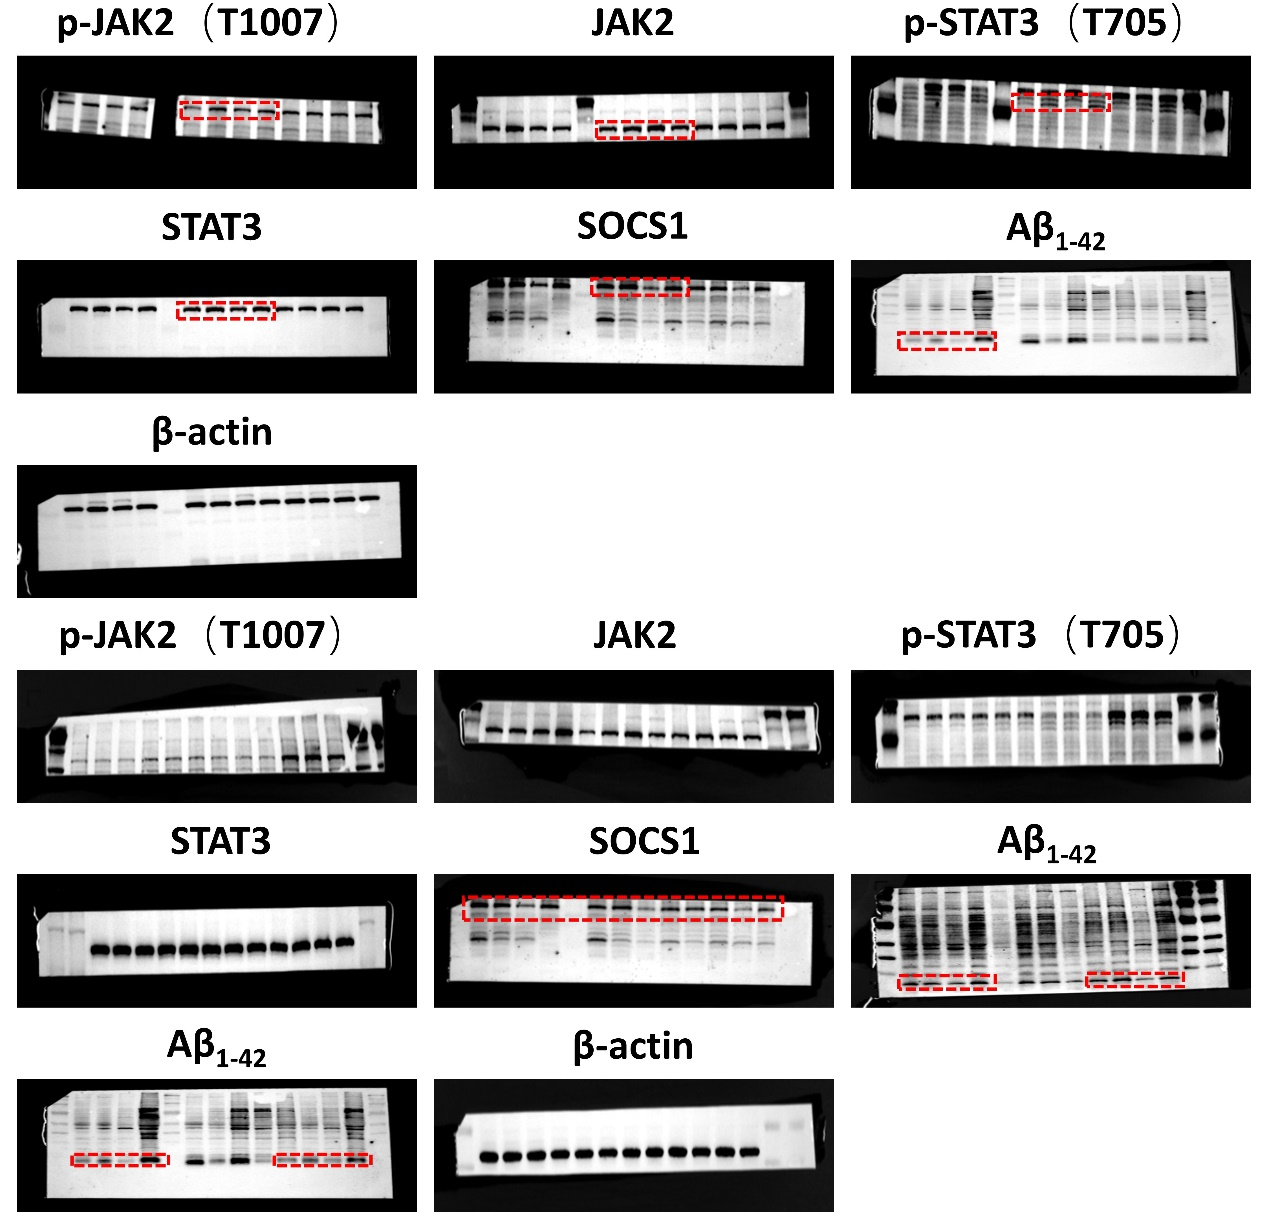 p-JAK2（T1007） JAK2 p-STAT3（T705）
STAT3 SOCS1 Aβ1-42
β-actin
p-JAK2（T1007） JAK2 p-STAT3（T705）
STAT3 SOCS1 Aβ1-42
Aβ1-42 β-actin